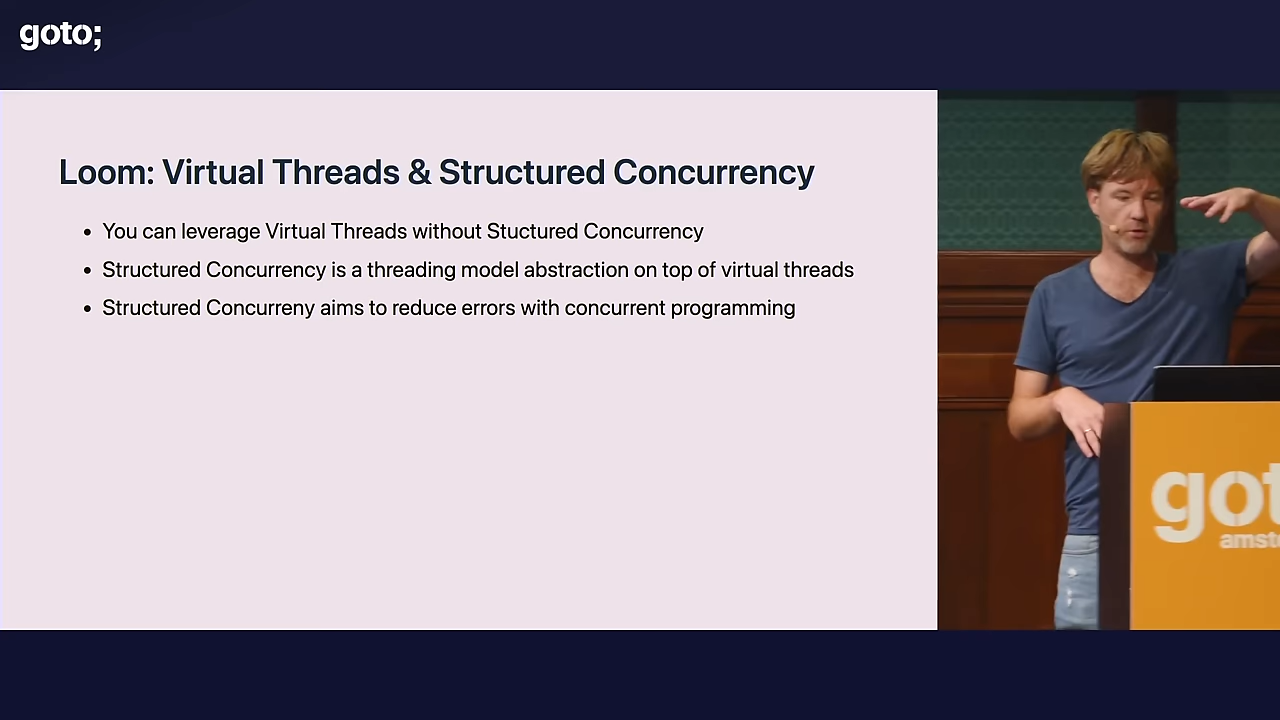 goto;
Loom: Virtual Threads & Structured Concurrency
• You can leverage Virtual Threads without Stuctured Concurrency
• Structured Concurrency is a threading model abstraction on top of virtual threads
• Structured Concurreny aims to reduce errors with concurrent programming
got
amst